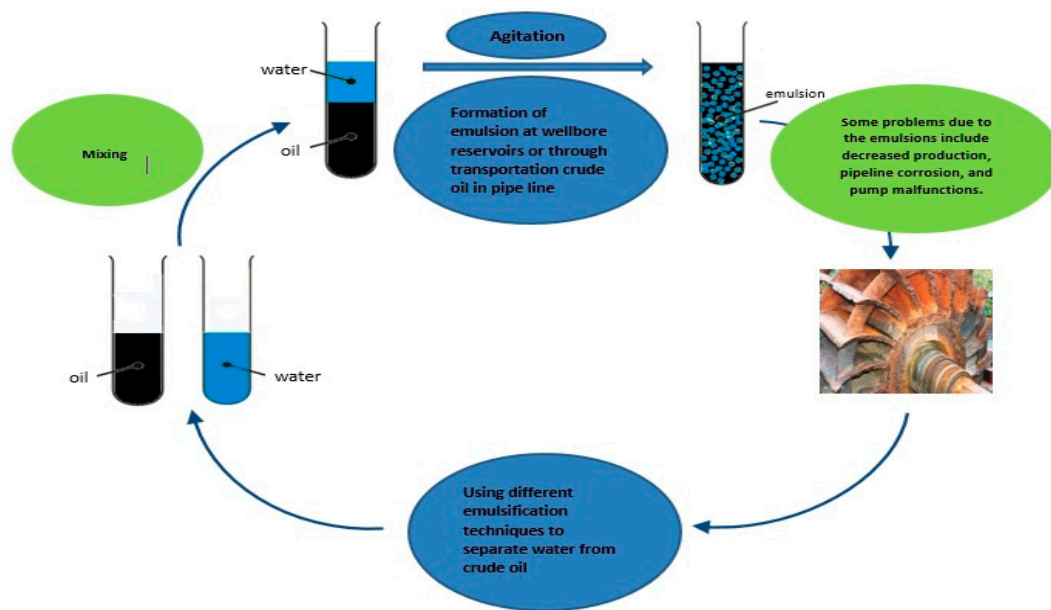 Agitation
water
oil
Formation of
emulsion at wellbore
reservoirs or through
transportation crude
oil in pipe line
emulsion
Some problems due to
the emulsions include
decreased production,
pipeline corrosion, and
pump malfunctions.
Mixing
oil
water
Using different
emulsification
techniques to
separate water from
crude oil